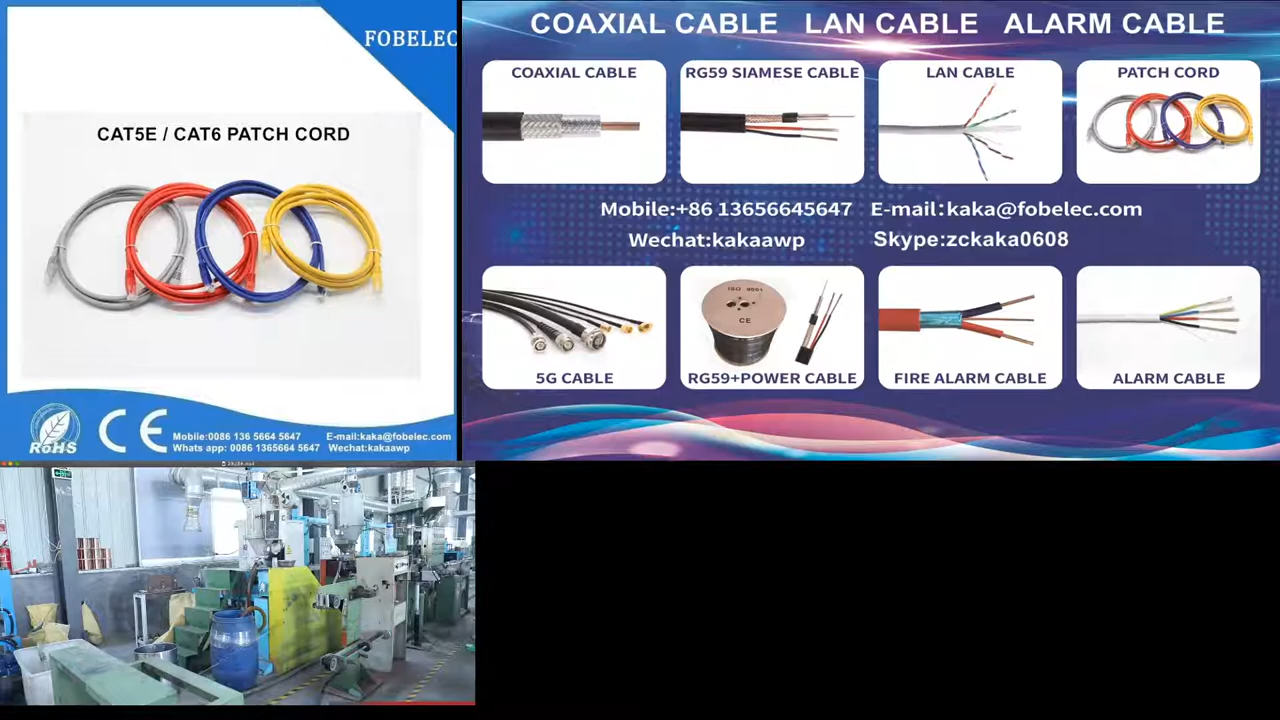 FOBELEC
CAT5E / CAT6 PATCH CORD
RoHS
CE
Mobile:0086 136 5664 5647
E-mail:kaka@fobelec.com
Whats app: 0086 1365664 5647
Wechat:kakaawp
COAXIAL CABLE LAN CABLE ALARM CABLE
COAXIAL CABLE
RG59 SIAMESE CABLE
LAN CABLE
PATCH CORD
Mobile:+86 13656645647 E-mail:kaka@fobelec.com
Wechat:kakaawp Skype:zckaka0608
ISO 9001
CE
5G CABLE
RG59+POWER CABLE
FIRE ALARM CABLE
ALARM CABLE